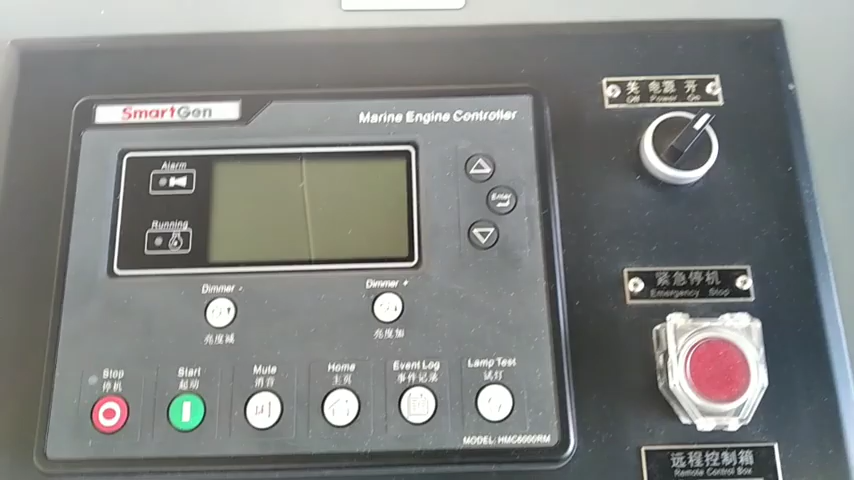 SmartGen
Marine Engine Controller
Alarm
Running
Enter
Dimmer -
亮度减
Dimmer +
亮度加
Stop
停机
Start
起动
Mute
消音
Home
主页
Event Log
事件记录
Lamp Test
试灯
MODEL: HMC6000RM
关 电源 开
Off Power On
紧急停机
Emergency Stop
远程控制箱
Remote Control Box